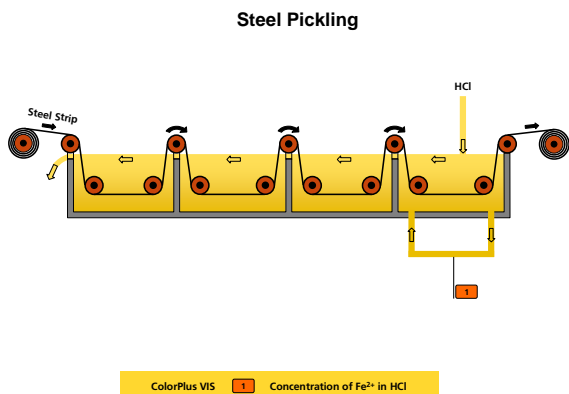 Steel Pickling
HCl
Steel Strip
1
ColorPlus VIS 1 Concentration of Fe²⁺ in HCl